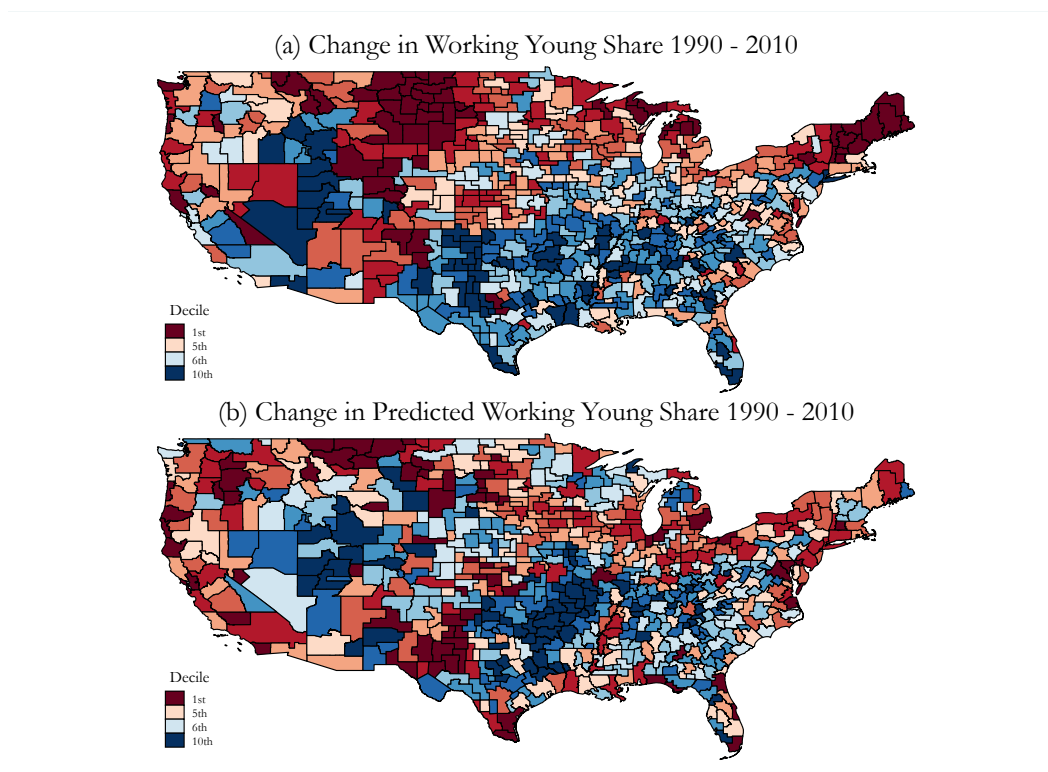 (a) Change in Working Young Share 1990 - 2010
Decile
1st
5th
6th
10th
(b) Change in Predicted Working Young Share 1990 - 2010
Decile
1st
5th
6th
10th